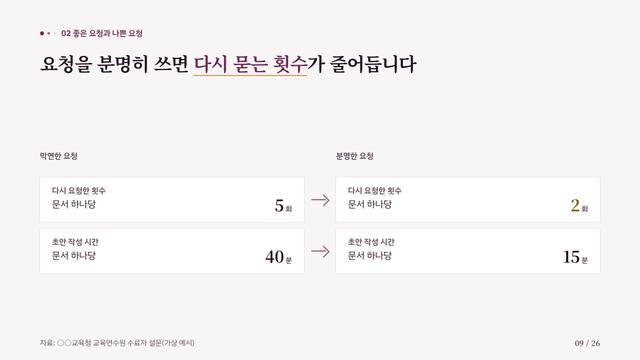 02 좋은 요청과 나쁜 요청
요청을 분명히 쓰면 다시 묻는 횟수가 줄어듭니다
막연한 요청
분명한 요청
다시 요청한 횟수
문서 하나당
5회
다시 요청한 횟수
문서 하나당
2회
초안 작성 시간
문서 하나당
40분
초안 작성 시간
문서 하나당
15분
자료: ○○교육청 교육연수원 수료자 설문(가상 예시)
09 / 26